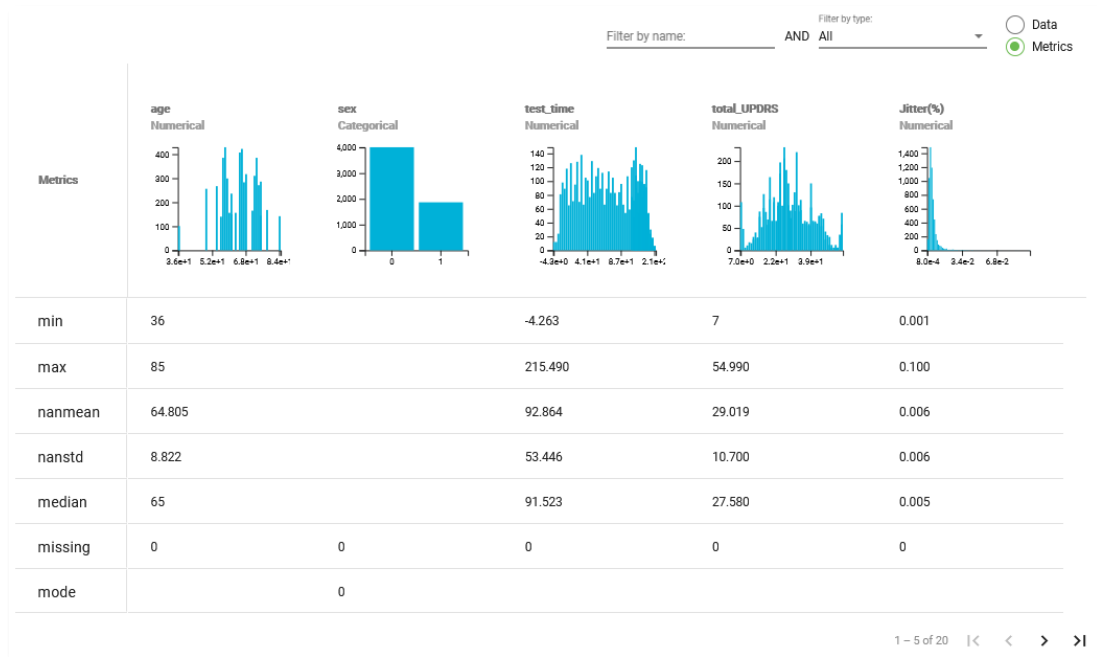 Filter by name:
AND
Filter by type:
All
Data
Metrics
Metrics
age
Numerical
400
300
200
100
0
3.6e+1 5.2e+1 6.8e+1 8.4e+1
sex
Categorical
4,000
3,000
2,000
1,000
0
0 1
test_time
Numerical
140
120
100
80
60
40
20
0
-4.3e+0 4.1e+1 8.7e+1
total_UPDRS
Numerical
200
150
100
50
0
7.0e+0 2.2e+1 3.9e+1
Jitter(%)
Numerical
1,400
1,200
1,000
800
600
400
200
0
8.0e-4 3.4e-2 6.8e-2
min 36 -4.263 7 0.001
max 85 215.490 54.990 0.100
nanmean 64.805 92.864 29.019 0.006
nanstd 8.822 53.446 10.700 0.006
median 65 91.523 27.580 0.005
missing 0 0 0 0 0
mode 0
1 – 5 of 20